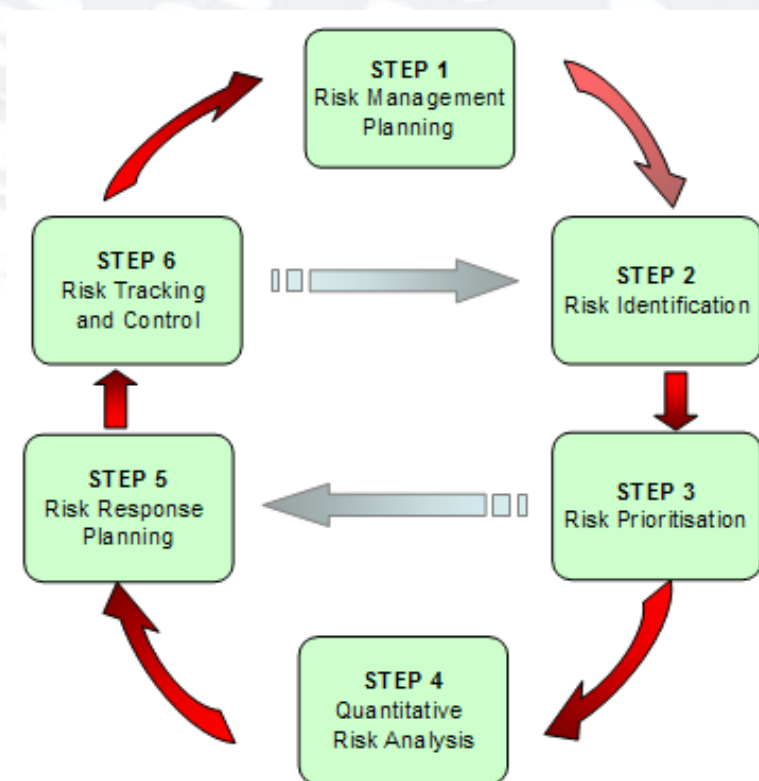 STEP 1
Risk Management
Planning
STEP 2
Risk Identification
STEP 3
Risk Prioritisation
STEP 4
Quantitative
Risk Analysis
STEP 5
Risk Response
Planning
STEP 6
Risk Tracking
and Control